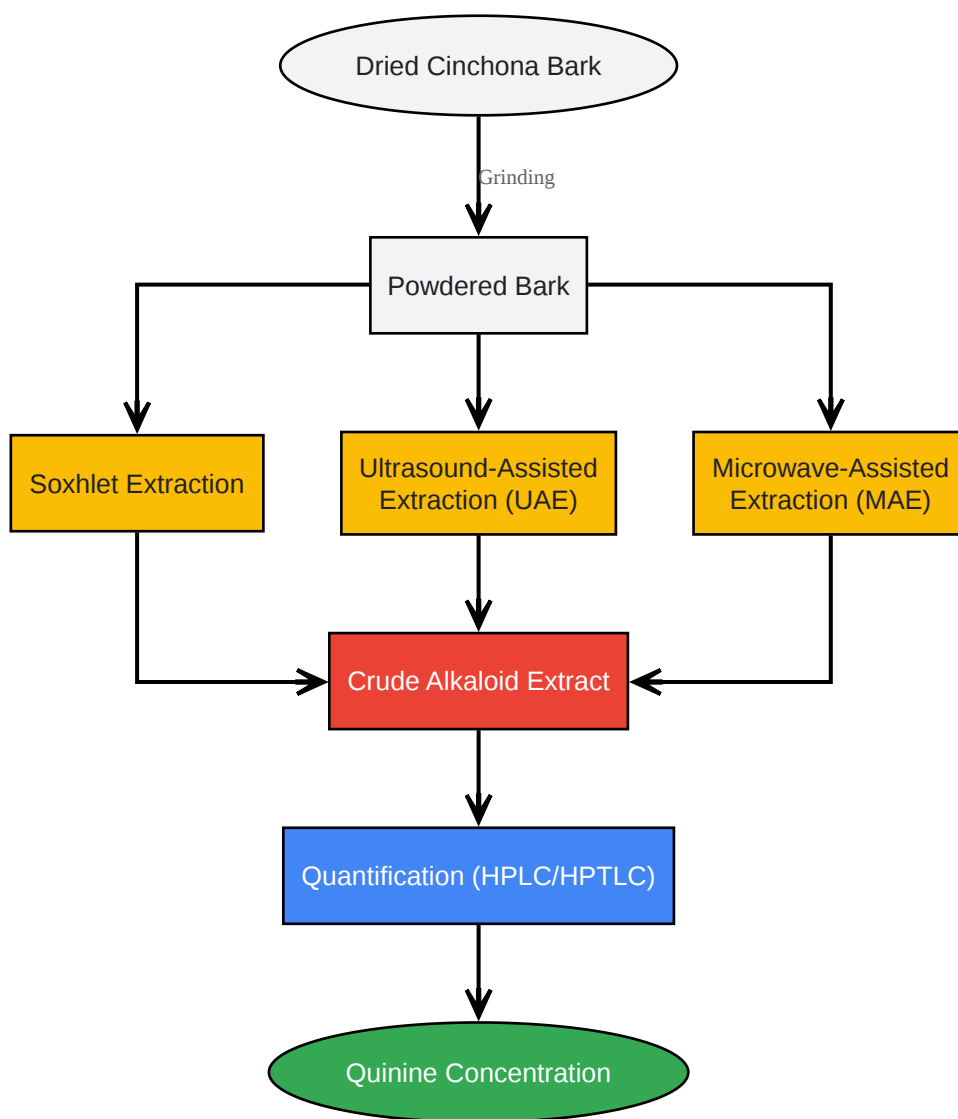 Dried Cinchona Bark
Grinding
Powdered Bark
Soxhlet Extraction
Ultrasound-Assisted
Extraction (UAE)
Microwave-Assisted
Extraction (MAE)
Crude Alkaloid Extract
Quantification (HPLC/HPTLC)
Quinine Concentration